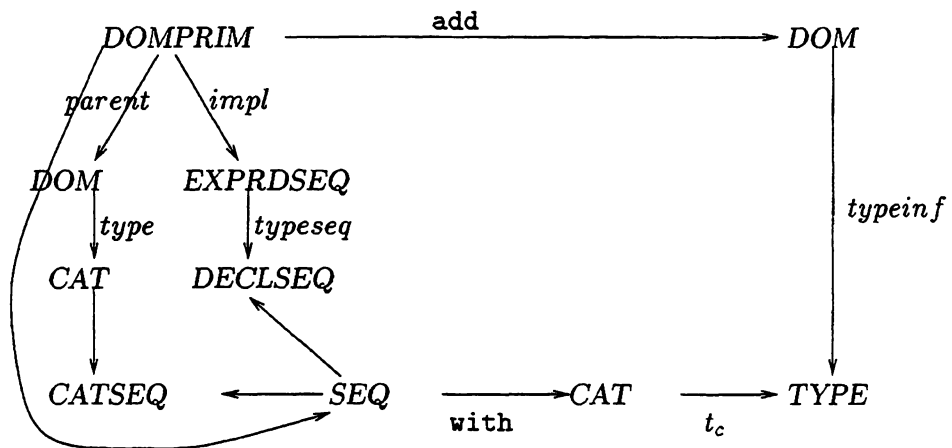 add
DOMPRIM DOM
parent impl
DOM EXPRDSEQ
typeinf
type typeseq
CAT DECLSEQ
CATSEQ SEQ CAT TYPE
with t_c